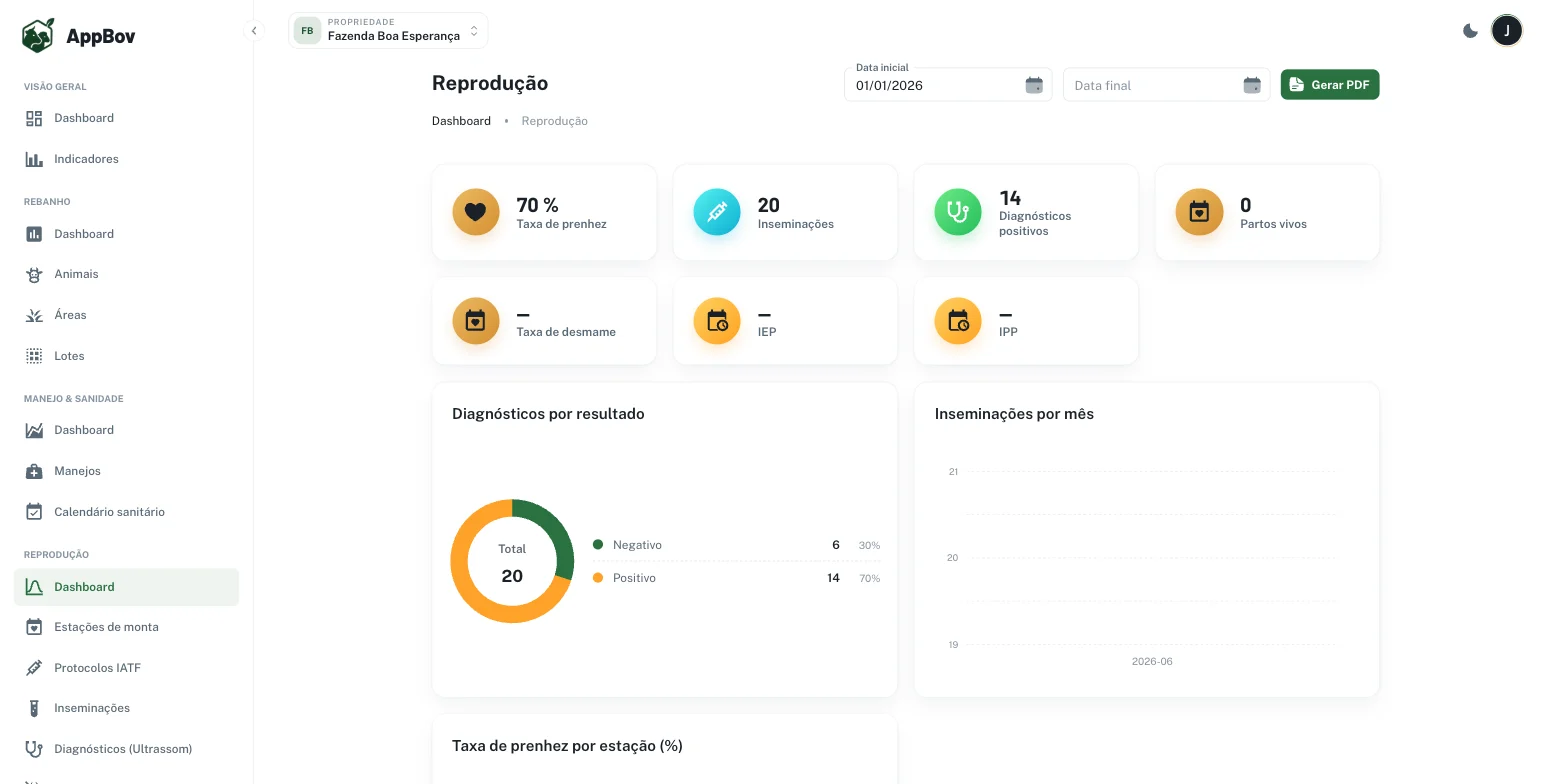 AppBov
VISÃO GERAL
Dashboard
Indicadores
REBANHO
Dashboard
Animais
Áreas
Lotes
MANEJO & SANIDADE
Dashboard
Manejos
Calendário sanitário
REPRODUÇÃO
Dashboard
Estações de monta
Protocolos IATF
Inseminações
Diagnósticos (Ultrassom)
FB
PROPRIEDADE
Fazenda Boa Esperança
J
Reprodução
Data inicial
01/01/2026
Data final
Gerar PDF
Dashboard • Reprodução
70 %
Taxa de prenhez
20
Inseminações
14
Diagnósticos
positivos
0
Partos vivos
–
Taxa de desmame
–
IEP
–
IPP
Diagnósticos por resultado
Total
20
Negativo 6 30%
Positivo 14 70%
Inseminações por mês
21
20
19
2026-06
Taxa de prenhez por estação (%)